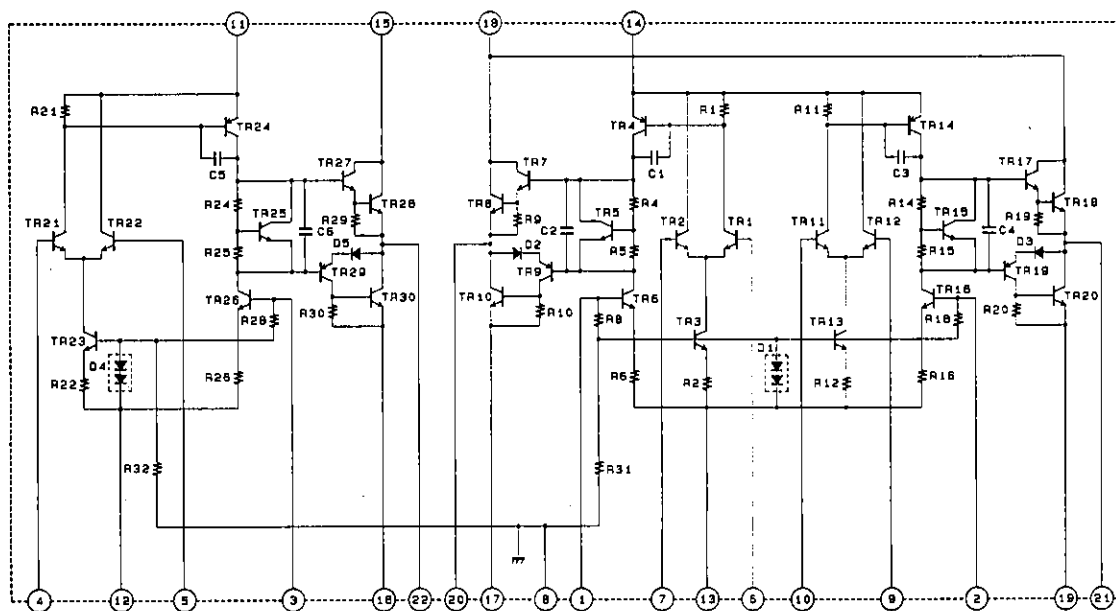 11 15 18 14
R21 R1 R11
TR24 TR4 TR14
C5 TR27 TR7 C1 C3 TR17
R24 TR25 TR28 TR8 R9 TR5 R4 R14 TR15 R19 TR18
TR21 TR22 R29 C6 C2 TR2 TR1 TR11 TR12 C4
R25 D5 D2 R5 R15 D3
TR29 TR9 TR19
TR26 TR30 TR10 TR6 TR16 TR20
R28 R30 R10 R8 R18 R20
TR23 D4 TR3 D1 TR13
R22 R26 R6 R2 R12 R16
R32 R31
4 12 5 3 16 22 20 17 8 1 7 13 6 10 9 2 19 21